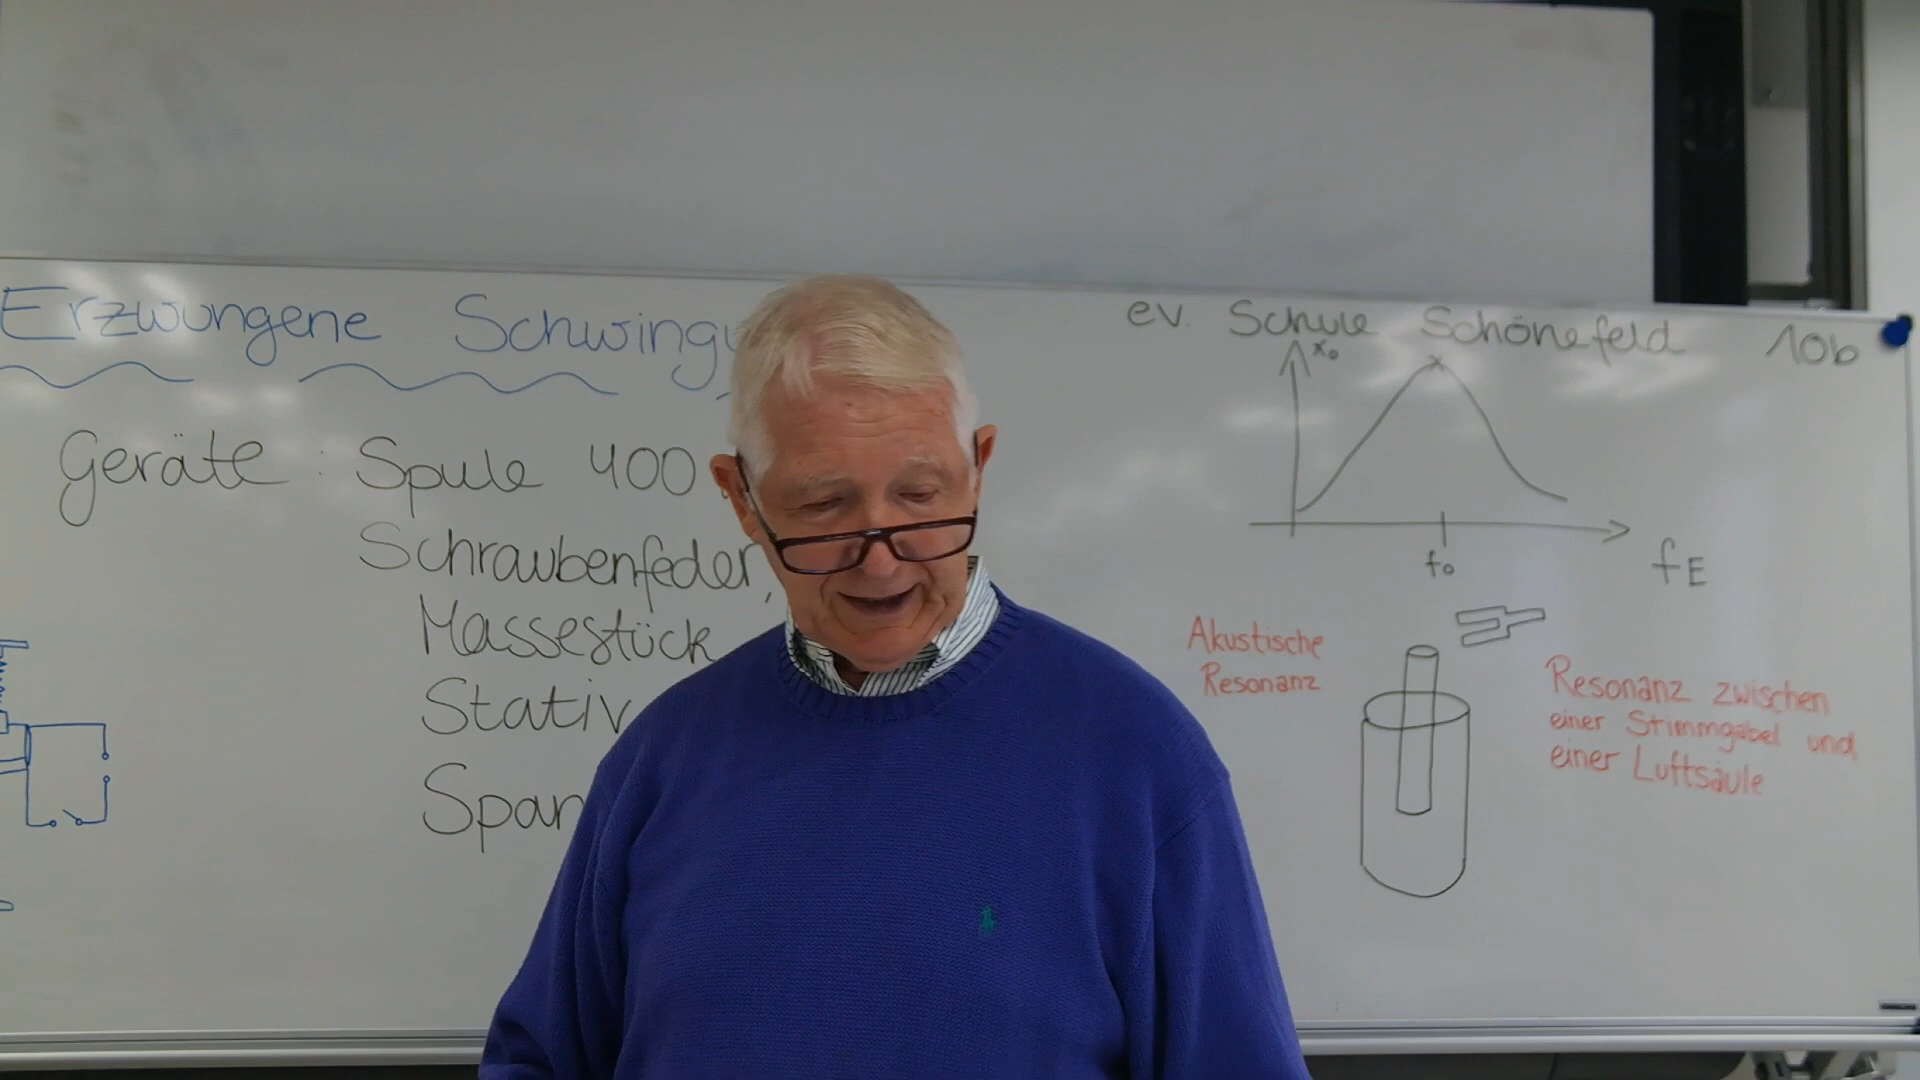 Erzwungene Schwingu
Geräte: Spule 400
Schraubenfeder,
Massestück
Stativ
Span
ev. Schule Schönefeld 10b
x₀
f₀
fE
Akustische
Resonanz
Resonanz zwischen
einer Stimmgabel und
einer Luftsäule